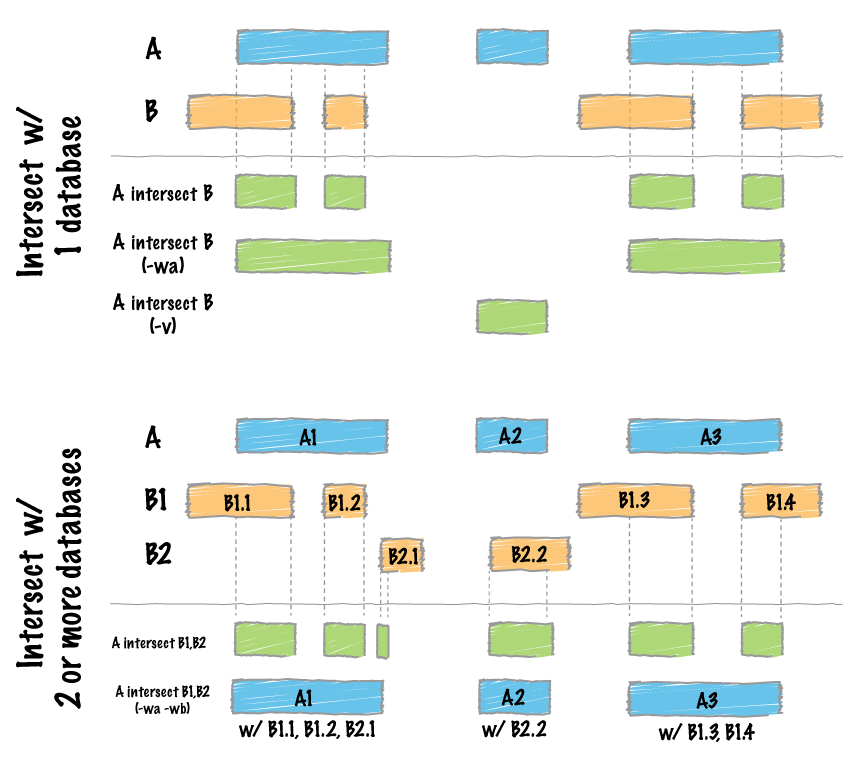 Intersect w/
1 database
A
B
A intersect B
A intersect B
(-wa)
A intersect B
(-v)
Intersect w/
2 or more databases
A
A1
A2
A3
B1
B1.1
B1.2
B1.3
B1.4
B2
B2.1
B2.2
A intersect B1,B2
A intersect B1,B2
(-wa -wb)
A1
A2
A3
w/ B1.1, B1.2, B2.1
w/ B2.2
w/ B1.3, B1.4